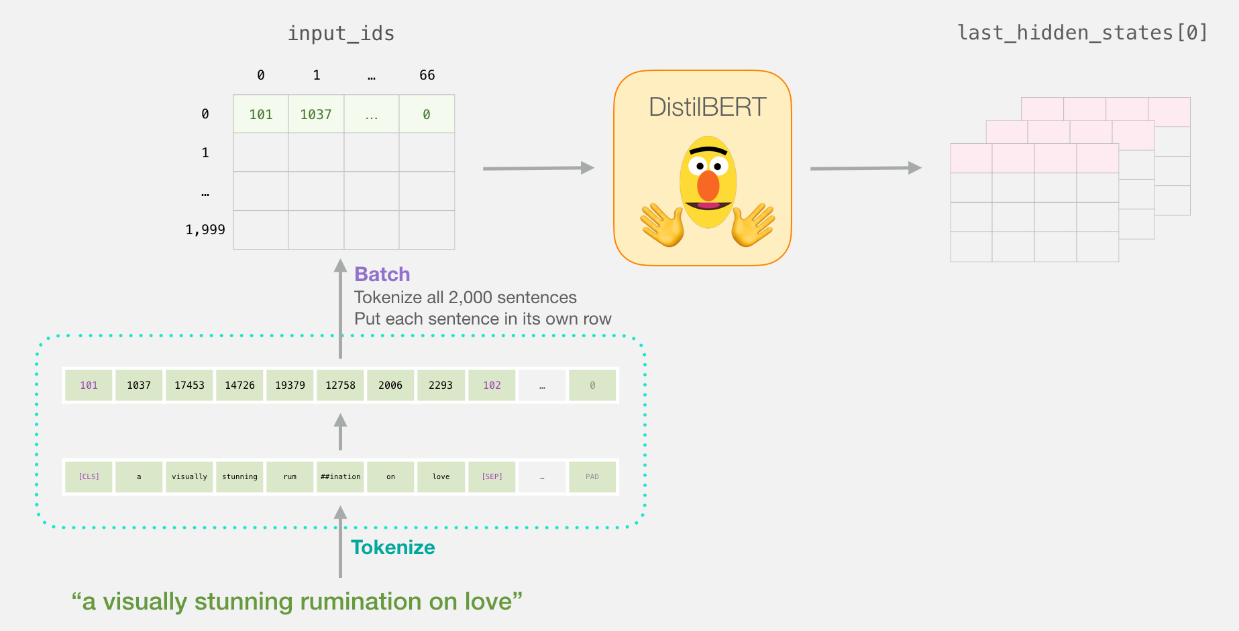 input_ids
last_hidden_states[0]
0 1 … 66
0 101 1037 … 0
1
…
1,999
DistilBERT
Batch
Tokenize all 2,000 sentences
Put each sentence in its own row
101 1037 17453 14726 19379 12758 2006 2293 102 … 0
[CLS] a visually stunning rum ##ination on love [SEP] … PAD
Tokenize
“a visually stunning rumination on love”